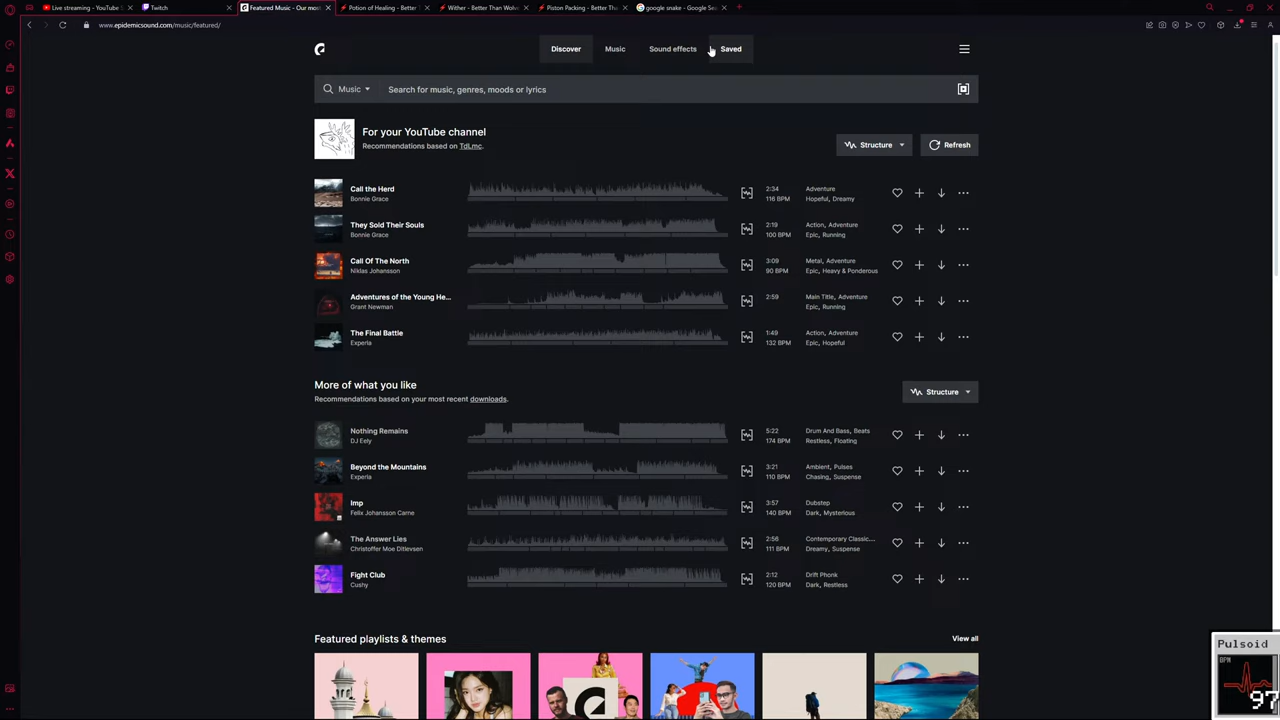 Live streaming - YouTube S
Twitch
Featured Music - Our most
Potion of Healing - Better T
Wither - Better Than Wolve
Piston Packing - Better Tha
google snake - Google Sea
www.epidemicsound.com/music/featured/
Discover
Music
Sound effects
Saved
Music
Search for music, genres, moods or lyrics
For your YouTube channel
Recommendations based on TdLmc.
Structure
Refresh
Call the Herd
Bonnie Grace
2:34
116 BPM
Adventure
Hopeful, Dreamy
They Sold Their Souls
Bonnie Grace
2:19
100 BPM
Action, Adventure
Epic, Running
Call Of The North
Niklas Johansson
3:09
90 BPM
Metal, Adventure
Epic, Heavy & Ponderous
Adventures of the Young He...
Grant Newman
2:59
Main Title, Adventure
Epic, Running
The Final Battle
Experia
1:49
132 BPM
Action, Adventure
Epic, Hopeful
More of what you like
Recommendations based on your most recent downloads.
Structure
Nothing Remains
DJ Eely
5:22
174 BPM
Drum And Bass, Beats
Restless, Floating
Beyond the Mountains
Experia
3:21
110 BPM
Ambient, Pulses
Chasing, Suspense
Imp
Felix Johansson Carne
3:57
140 BPM
Dubstep
Dark, Mysterious
The Answer Lies
Christoffer Moe Ditlevsen
2:56
111 BPM
Contemporary Classic...
Dreamy, Suspense
Fight Club
Cushy
2:12
120 BPM
Drift Phonk
Dark, Restless
Featured playlists & themes
View all
Pulsoid
BPM
97